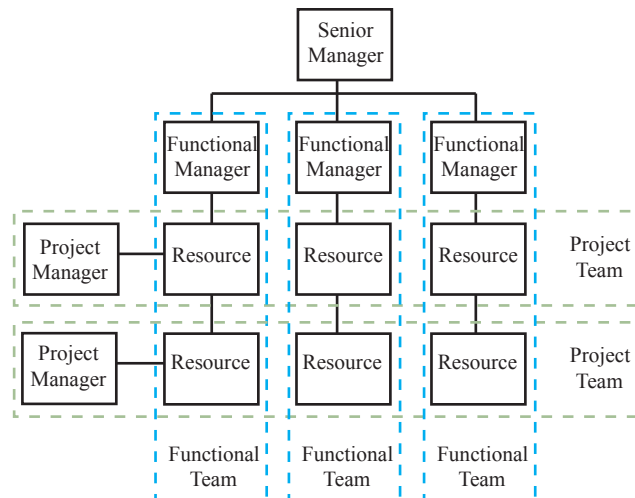 Senior
Manager
Functional
Manager
Functional
Manager
Functional
Manager
Project
Manager
Resource
Resource
Resource
Project
Team
Project
Manager
Resource
Resource
Resource
Project
Team
Functional
Team
Functional
Team
Functional
Team